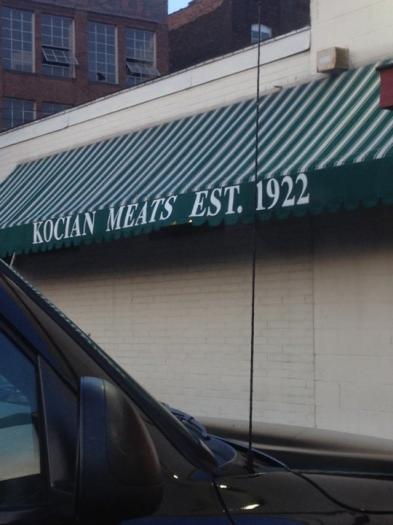 KOCIAN MEATS EST. 1922